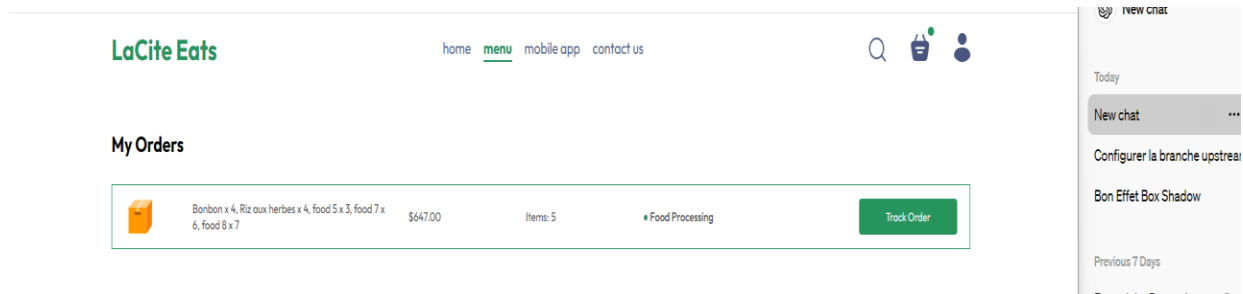 New chat
LaCite Eats
home menu mobile app contact us
Today
New chat
My Orders
Configurer la branche upstream
Bon Effet Box Shadow
Bonbon x 4, Riz aux herbes x 4, food 5 x 3, food 7 x
6, food 8 x 7
$647.00
Items: 5
• Food Processing
Track Order
Previous 7 Days